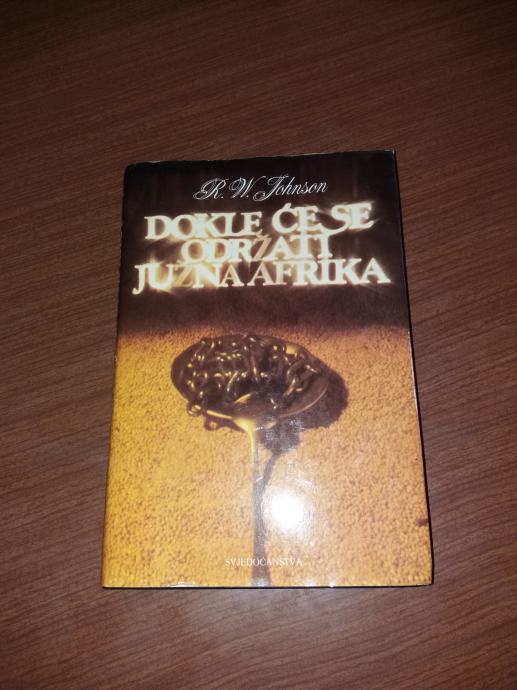 R. W. Johnson
DOKLE ĆE SE
ODRŽATI
JUŽNA AFRIKA
SVJEDOČANSTVA